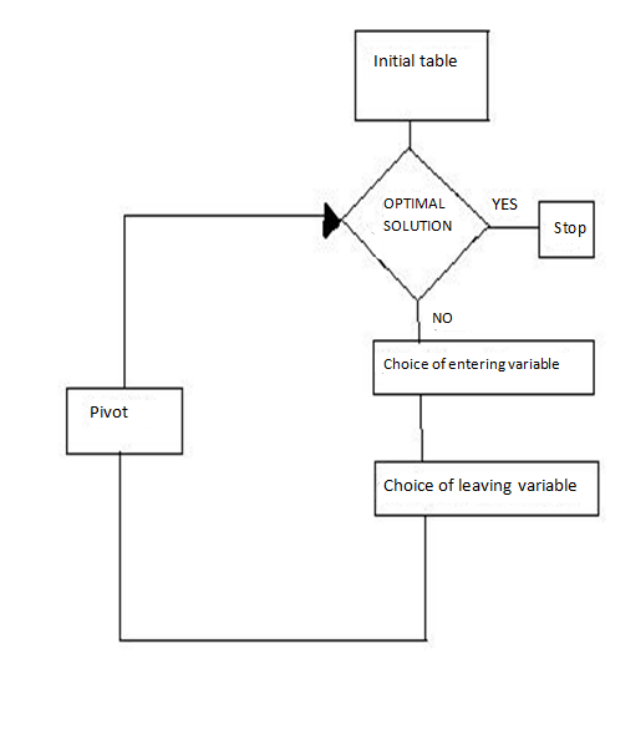 Initial table
OPTIMAL
SOLUTION
YES
Stop
NO
Choice of entering variable
Pivot
Choice of leaving variable